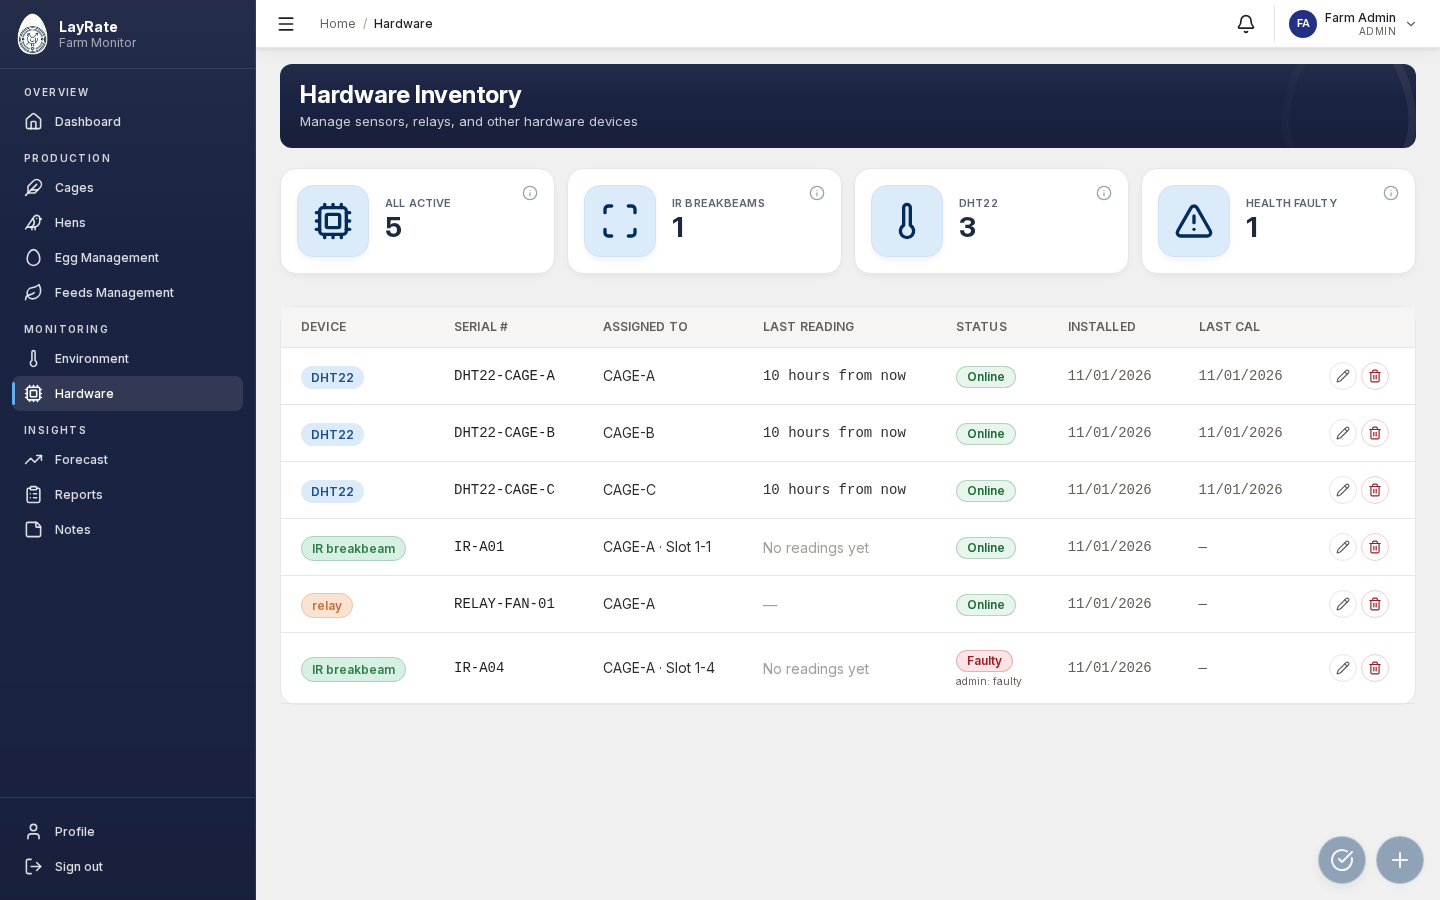 LayRate
Farm Monitor
OVERVIEW
Dashboard
PRODUCTION
Cages
Hens
Egg Management
Feeds Management
MONITORING
Environment
Hardware
INSIGHTS
Forecast
Reports
Notes
Profile
Sign out
Home / Hardware
FA
Farm Admin
ADMIN
Hardware Inventory
Manage sensors, relays, and other hardware devices
ALL ACTIVE
5
IR BREAKBEAMS
1
DHT22
3
HEALTH FAULTY
1
DEVICE SERIAL # ASSIGNED TO LAST READING STATUS INSTALLED LAST CAL
DHT22 DHT22-CAGE-A CAGE-A 10 hours from now Online 11/01/2026 11/01/2026
DHT22 DHT22-CAGE-B CAGE-B 10 hours from now Online 11/01/2026 11/01/2026
DHT22 DHT22-CAGE-C CAGE-C 10 hours from now Online 11/01/2026 11/01/2026
IR breakbeam IR-A01 CAGE-A · Slot 1-1 No readings yet Online 11/01/2026 —
relay RELAY-FAN-01 CAGE-A — Online 11/01/2026 —
IR breakbeam IR-A04 CAGE-A · Slot 1-4 No readings yet Faulty 11/01/2026 —
admin: faulty